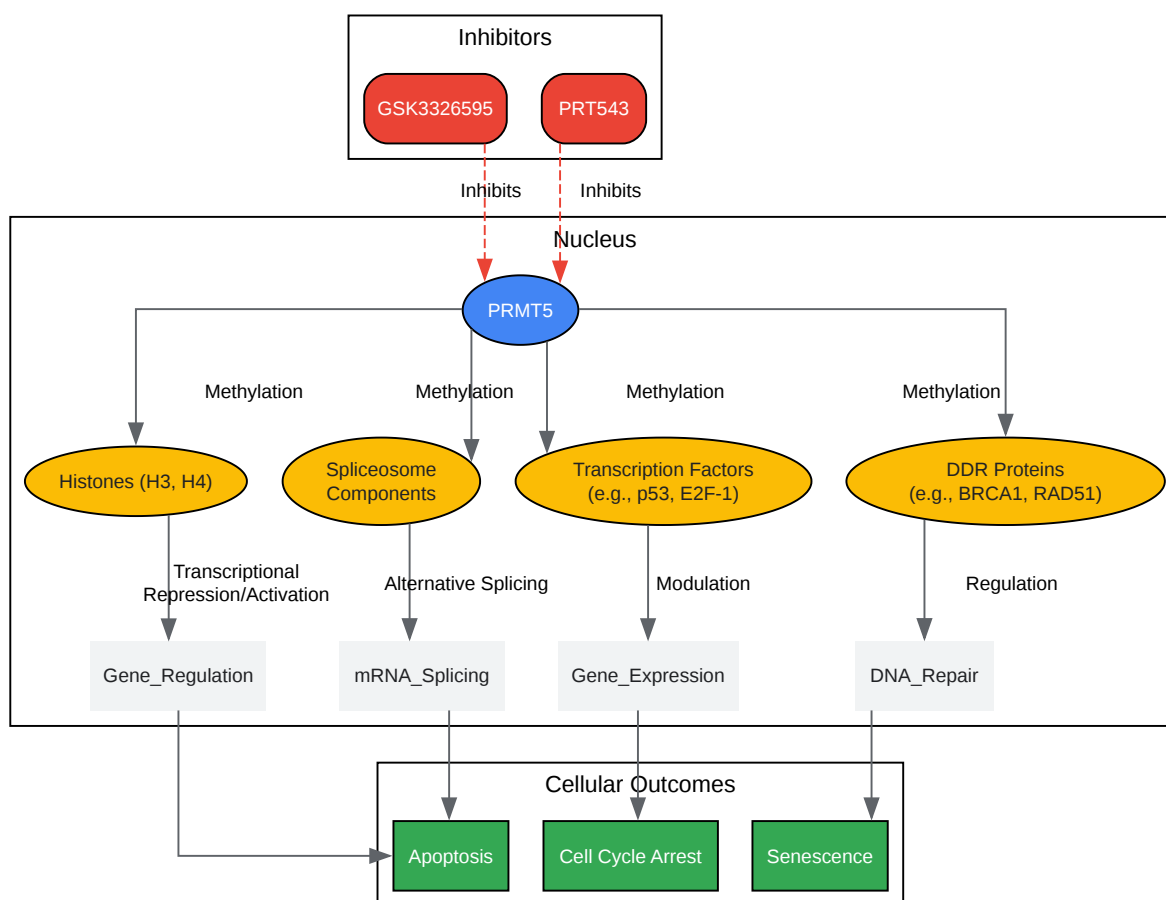 Inhibitors
GSK3326595
PRT543
Inhibits
Inhibits
Nucleus
PRMT5
Methylation
Methylation
Methylation
Methylation
Histones (H3, H4)
Spliceosome
Components
Transcription Factors
(e.g., p53, E2F-1)
DDR Proteins
(e.g., BRCA1, RAD51)
Transcriptional
Repression/Activation
Alternative Splicing
Modulation
Regulation
Gene_Regulation
mRNA_Splicing
Gene_Expression
DNA_Repair
Cellular Outcomes
Apoptosis
Cell Cycle Arrest
Senescence